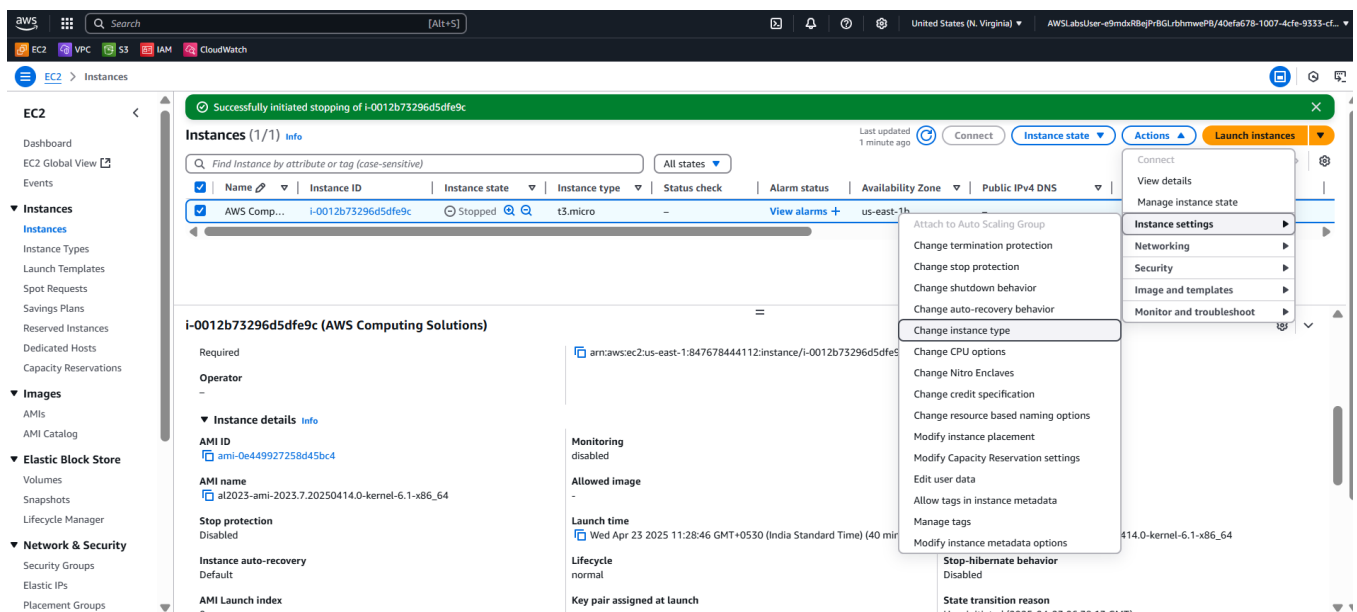 aws
Search [Alt+S]
United States (N. Virginia) ▼ AWSLabsUser-e9mdxRBejPrBGLrbhmwePB/40efa678-1007-4cfe-9333-cf... ▼
EC2 VPC S3 IAM CloudWatch
EC2 > Instances
EC2
Dashboard
EC2 Global View
Events
▼ Instances
Instances
Instance Types
Launch Templates
Spot Requests
Savings Plans
Reserved Instances
Dedicated Hosts
Capacity Reservations
▼ Images
AMIs
AMI Catalog
▼ Elastic Block Store
Volumes
Snapshots
Lifecycle Manager
▼ Network & Security
Security Groups
Elastic IPs
Placement Groups
Successfully initiated stopping of i-0012b73296d5dfe9c
Instances (1/1) Info
Last updated
1 minute ago
Connect
Instance state ▼
Actions ▲
Launch instances ▼
Find Instance by attribute or tag (case-sensitive)
All states ▼
Name Instance ID Instance state Instance type Status check Alarm status Availability Zone Public IPv4 DNS
AWS Comp... i-0012b73296d5dfe9c Stopped t3.micro – View alarms + us-east-1b –
Connect
View details
Manage instance state
Instance settings
Networking
Security
Image and templates
Monitor and troubleshoot
Attach to Auto Scaling Group
Change termination protection
Change stop protection
Change shutdown behavior
Change auto-recovery behavior
Change instance type
Change CPU options
Change Nitro Enclaves
Change credit specification
Change resource based naming options
Modify instance placement
Modify Capacity Reservation settings
Edit user data
Allow tags in instance metadata
Manage tags
Modify instance metadata options
i-0012b73296d5dfe9c (AWS Computing Solutions)
Required
arn:aws:ec2:us-east-1:847678444112:instance/i-0012b73296d5dfe9
Operator
–
▼ Instance details Info
AMI ID
ami-0e449927258d45bc4
Monitoring
disabled
AMI name
al2023-ami-2023.7.20250414.0-kernel-6.1-x86_64
Allowed image
-
Stop protection
Disabled
Launch time
Wed Apr 23 2025 11:28:46 GMT+0530 (India Standard Time) (40 min
414.0-kernel-6.1-x86_64
Instance auto-recovery
Default
Lifecycle
normal
Stop-hibernate behavior
Disabled
AMI Launch index
Key pair assigned at launch
State transition reason